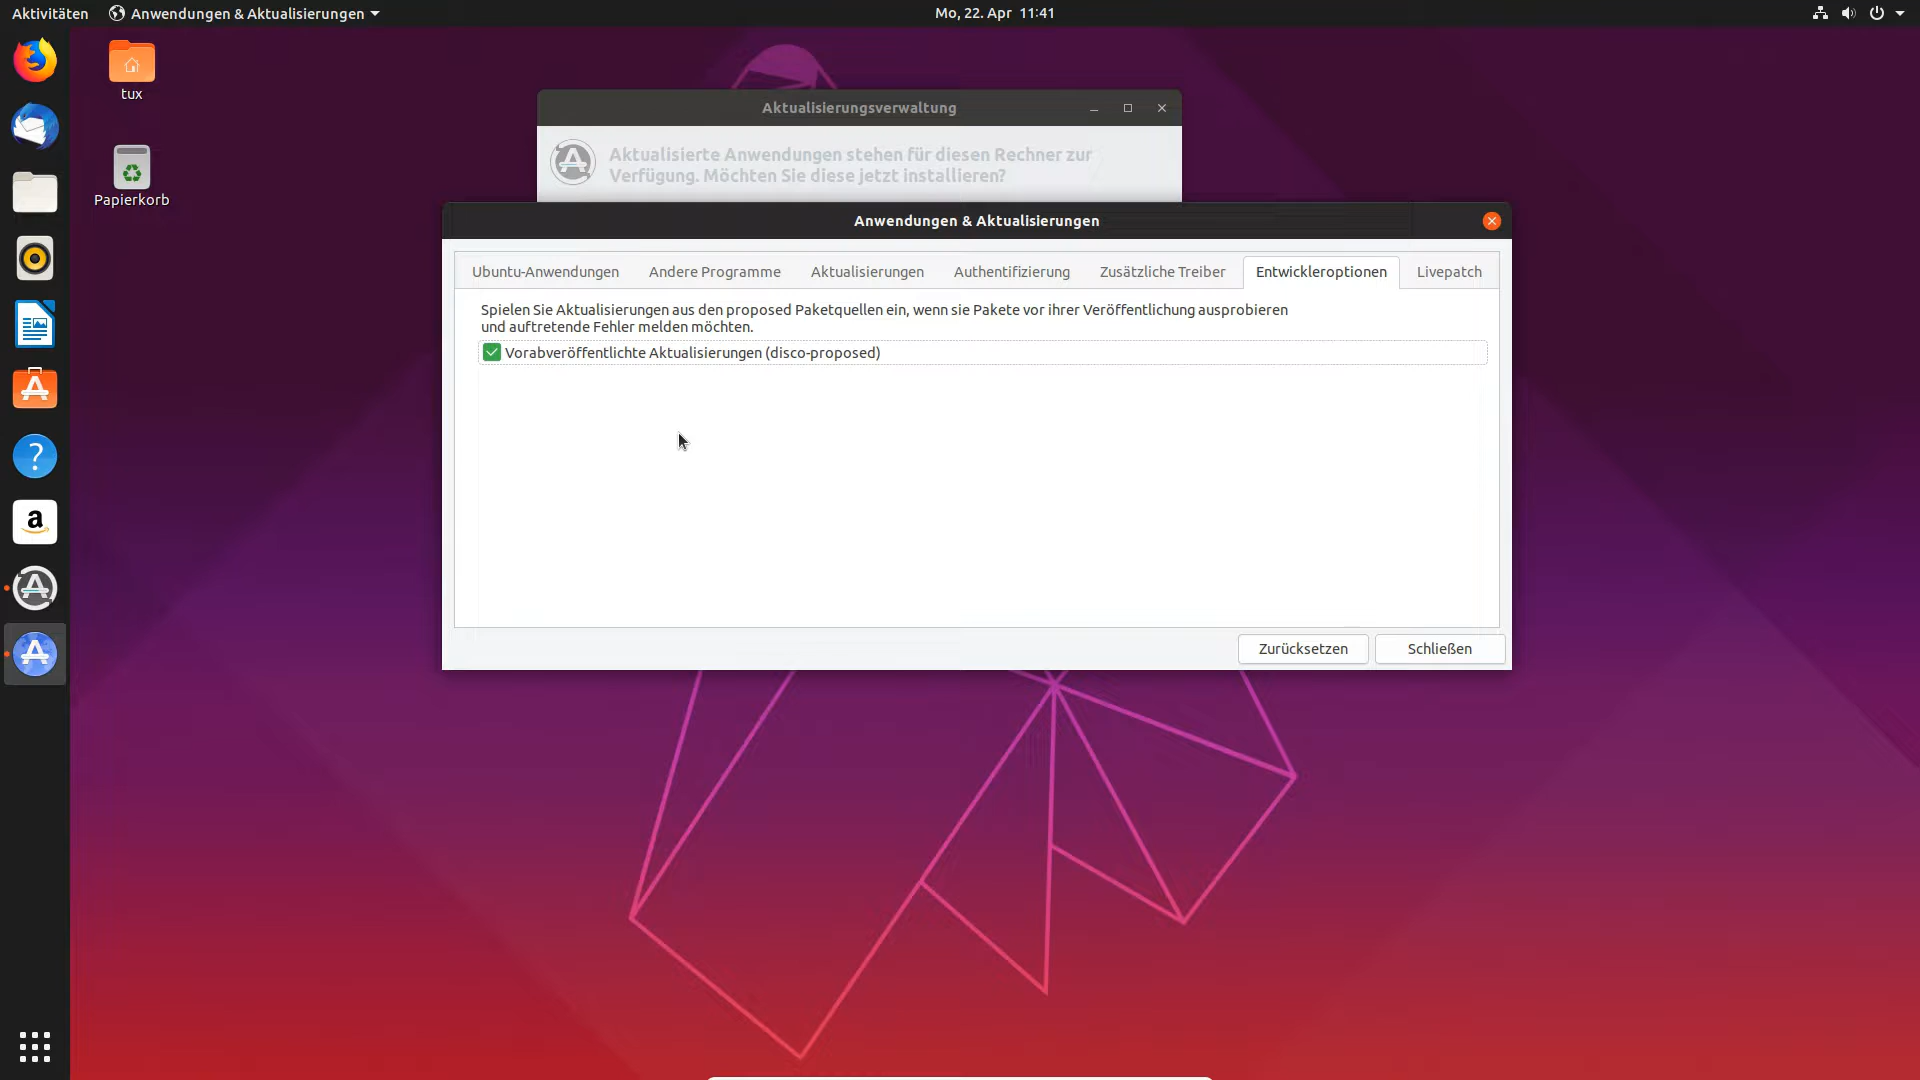 Aktivitäten
Anwendungen & Aktualisierungen
Mo, 22. Apr 11:41
tux
Papierkorb
Aktualisierungsverwaltung
Aktualisierte Anwendungen stehen für diesen Rechner zur
Verfügung. Möchten Sie diese jetzt installieren?
Anwendungen & Aktualisierungen
Ubuntu-Anwendungen
Andere Programme
Aktualisierungen
Authentifizierung
Zusätzliche Treiber
Entwickleroptionen
Livepatch
Spielen Sie Aktualisierungen aus den proposed Paketquellen ein, wenn sie Pakete vor ihrer Veröffentlichung ausprobieren
und auftretende Fehler melden möchten.
Vorabveröffentlichte Aktualisierungen (disco-proposed)
Zurücksetzen
Schließen